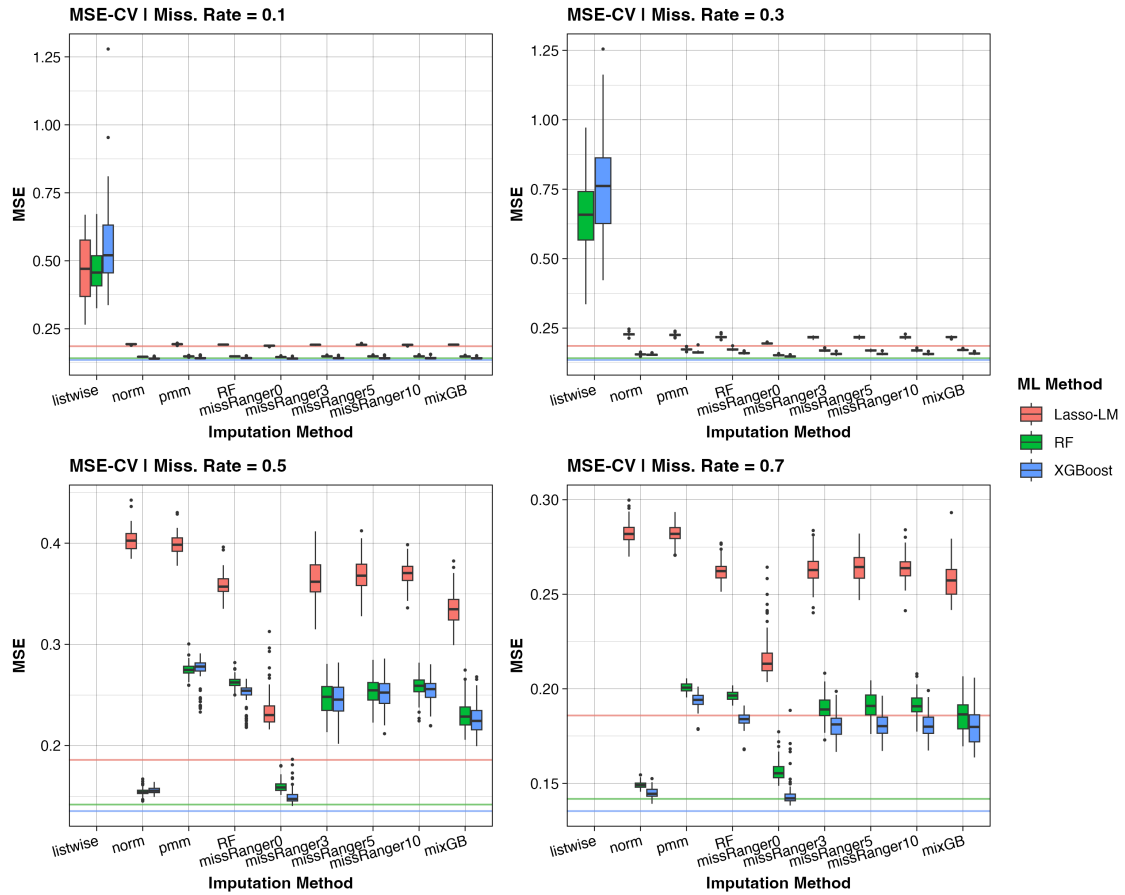 MSE-CV | Miss. Rate = 0.1
MSE
1.25
1.00
0.75
0.50
0.25
listwise
norm
pmm
RF
missRanger0
missRanger3
missRanger5
missRanger10
mixGB
Imputation Method
MSE-CV | Miss. Rate = 0.3
MSE
1.25
1.00
0.75
0.50
0.25
listwise
norm
pmm
RF
missRanger0
missRanger3
missRanger5
missRanger10
mixGB
Imputation Method
ML Method
Lasso-LM
RF
XGBoost
MSE-CV | Miss. Rate = 0.5
MSE
0.4
0.3
0.2
listwise
norm
pmm
RF
missRanger0
missRanger3
missRanger5
missRanger10
mixGB
Imputation Method
MSE-CV | Miss. Rate = 0.7
MSE
0.30
0.25
0.20
0.15
listwise
norm
pmm
RF
missRanger0
missRanger3
missRanger5
missRanger10
mixGB
Imputation Method